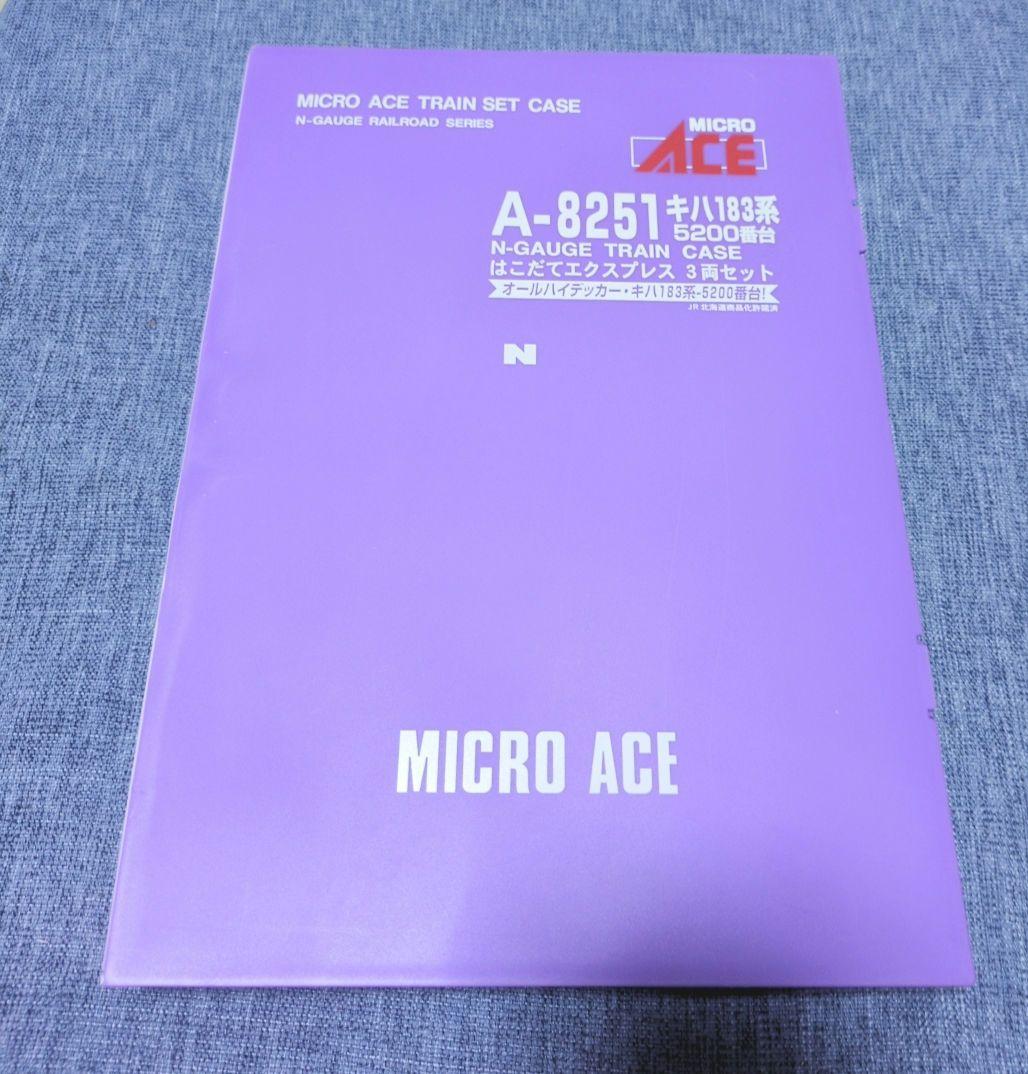 MICRO ACE TRAIN SET CASE
N-GAUGE RAILROAD SERIES
MICRO
ACE
A-8251 キハ183系
5200番台
N-GAUGE TRAIN CASE
はこだてエクスプレス 3両セット
オールハイデッカー・キハ183系-5200番台!
JR北海道商品化許諾済
N
MICRO ACE